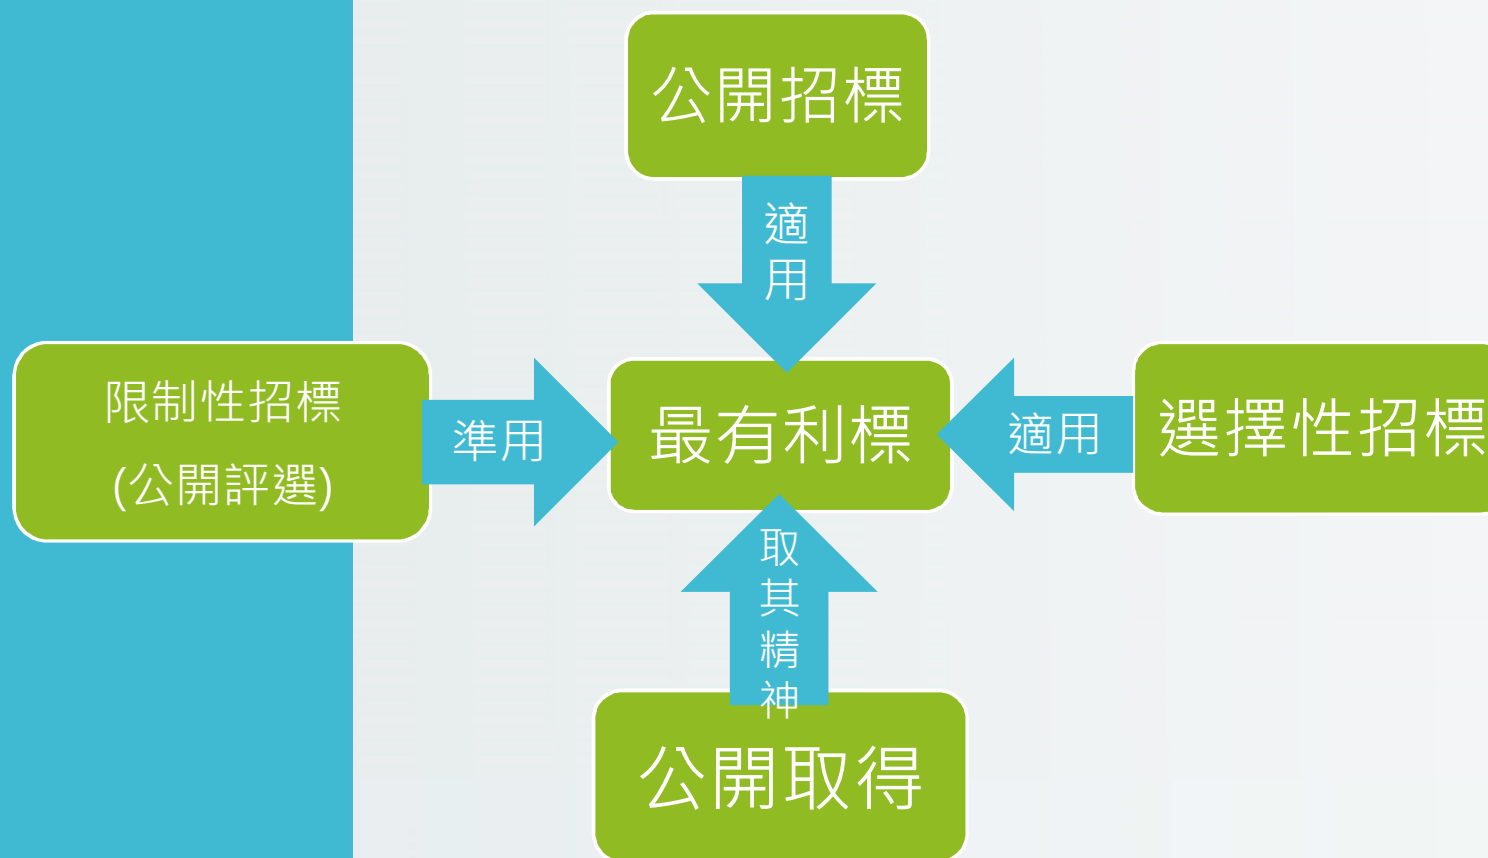 公開招標
適用
限制性招標
(公開評選)
準用
最有利標
適用
選擇性招標
取其精神
公開取得